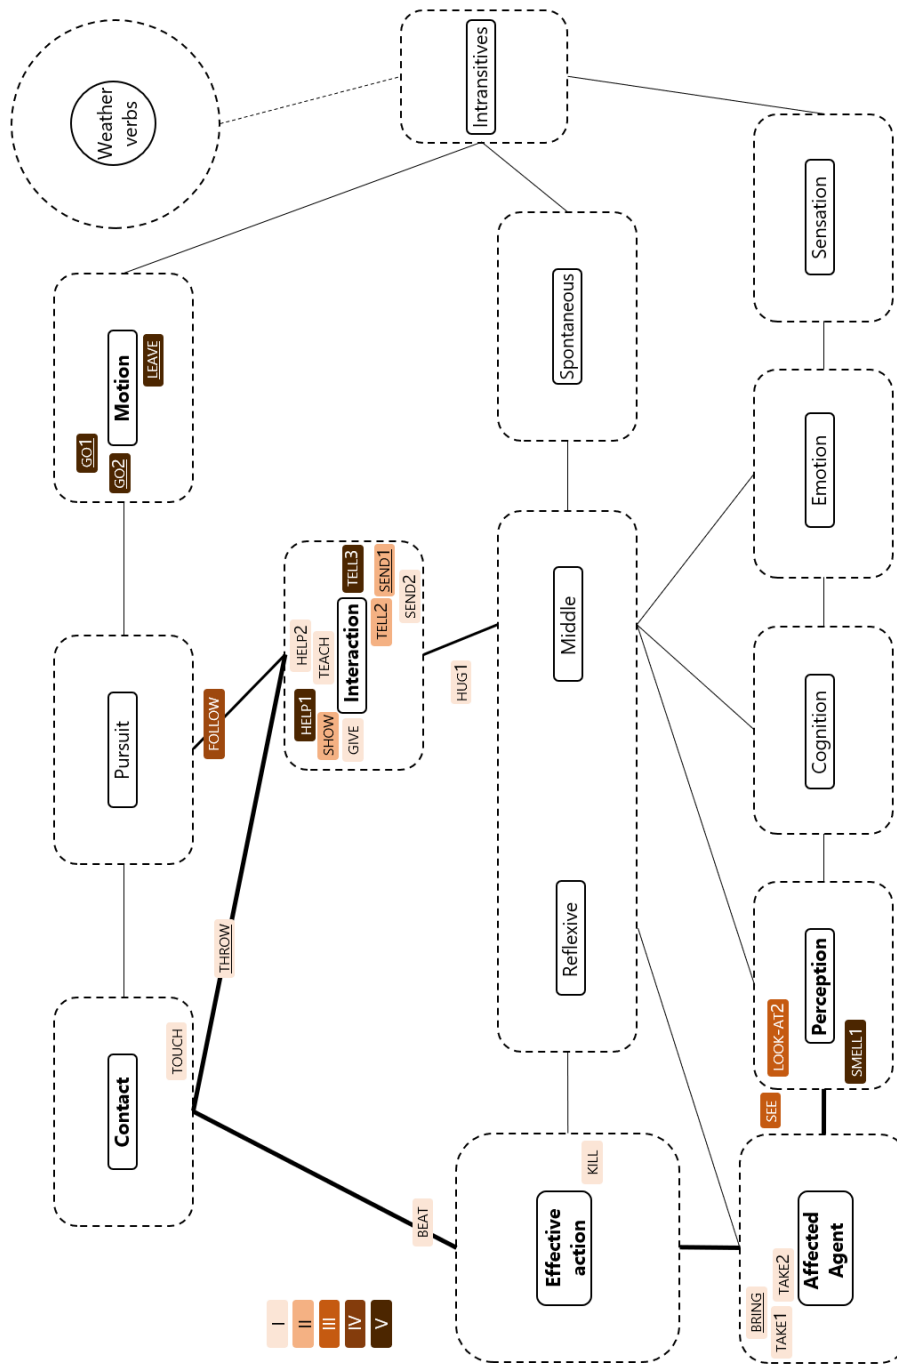 I
II
III
IV
V
Contact
TOUCH
Pursuit
Motion
GO1
GO2
LEAVE
Weather
verbs
THROW
FOLLOW
BEAT
HELP1
HELP2
SHOW
TEACH
GIVE
Interaction
TELL3
TELL2
SEND1
SEND2
HUG1
Intransitives
Effective
action
KILL
Reflexive
Middle
Spontaneous
SEE
BRING
TAKE1
TAKE2
Affected
Agent
LOOK-AT2
Perception
SMELL1
Cognition
Emotion
Sensation